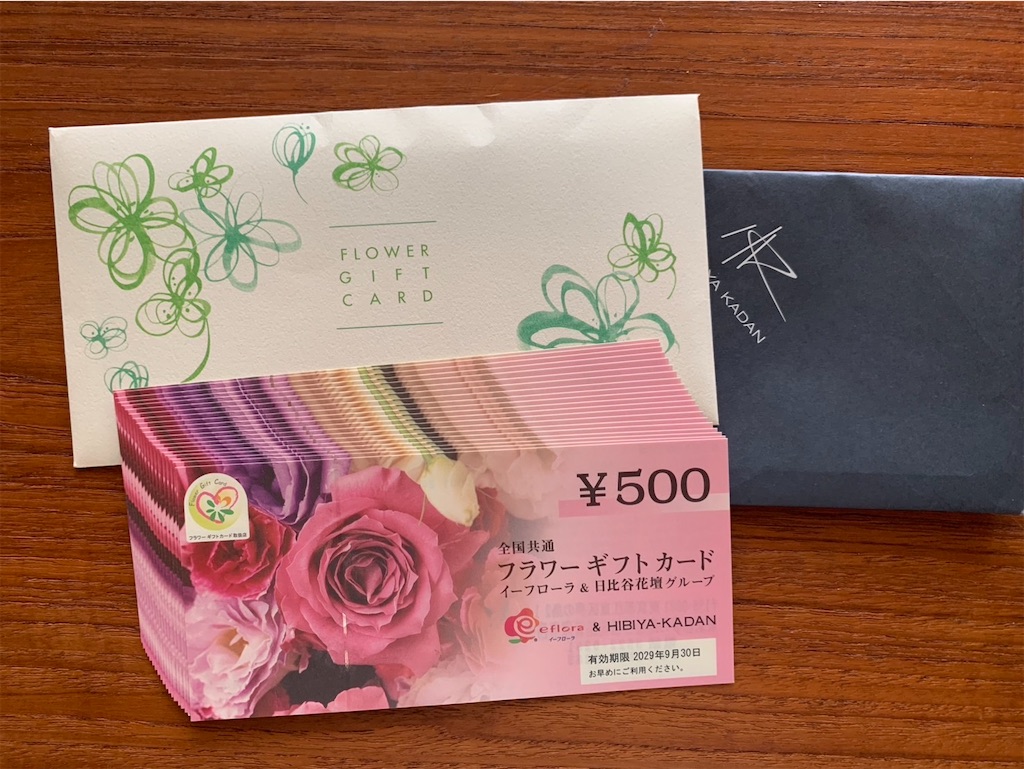 FLOWER
GIFT
CARD
KADAN
Flower Gift Card
フラワーギフトカード取扱店
¥500
全国共通
フラワー ギフト カード
イーフローラ & 日比谷花壇 グループ
eflora & HIBIYA-KADAN
イーフローラ
有効期限 2029年9月30日
お早めにご利用ください。